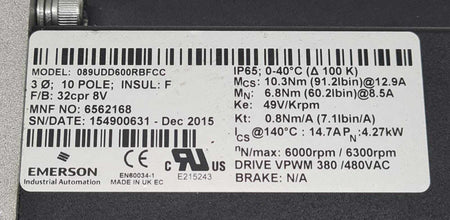 MODEL: 089UDD600RBFCC
3 Ø; 10 POLE; INSUL: F
F/B: 32cpr 8V
MNF NO: 6562168
SN/DATE: 154900631 - Dec 2015
EMERSON
Industrial Automation
EN60034-1
MADE IN UK EC
c UR US
E215243
IP65; 0-40°C (Δ 100 K)
MCS: 10.3Nm (91.2lbin)@12.9A
MN: 6.8Nm (60.2lbin)@8.5A
Ke: 49V/Krpm
Kt: 0.8Nm/A (7.1lbin/A)
ICS @140°C : 14.7A PN:4.27kW
nN/max: 6000rpm / 6300rpm
DRIVE VPWM 380 /480VAC
BRAKE: N/A